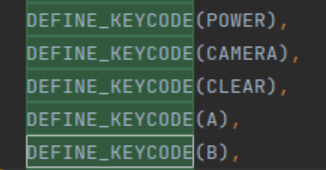 DEFINE_KEYCODE(POWER),
DEFINE_KEYCODE(CAMERA),
DEFINE_KEYCODE(CLEAR),
DEFINE_KEYCODE(A),
DEFINE_KEYCODE(B),